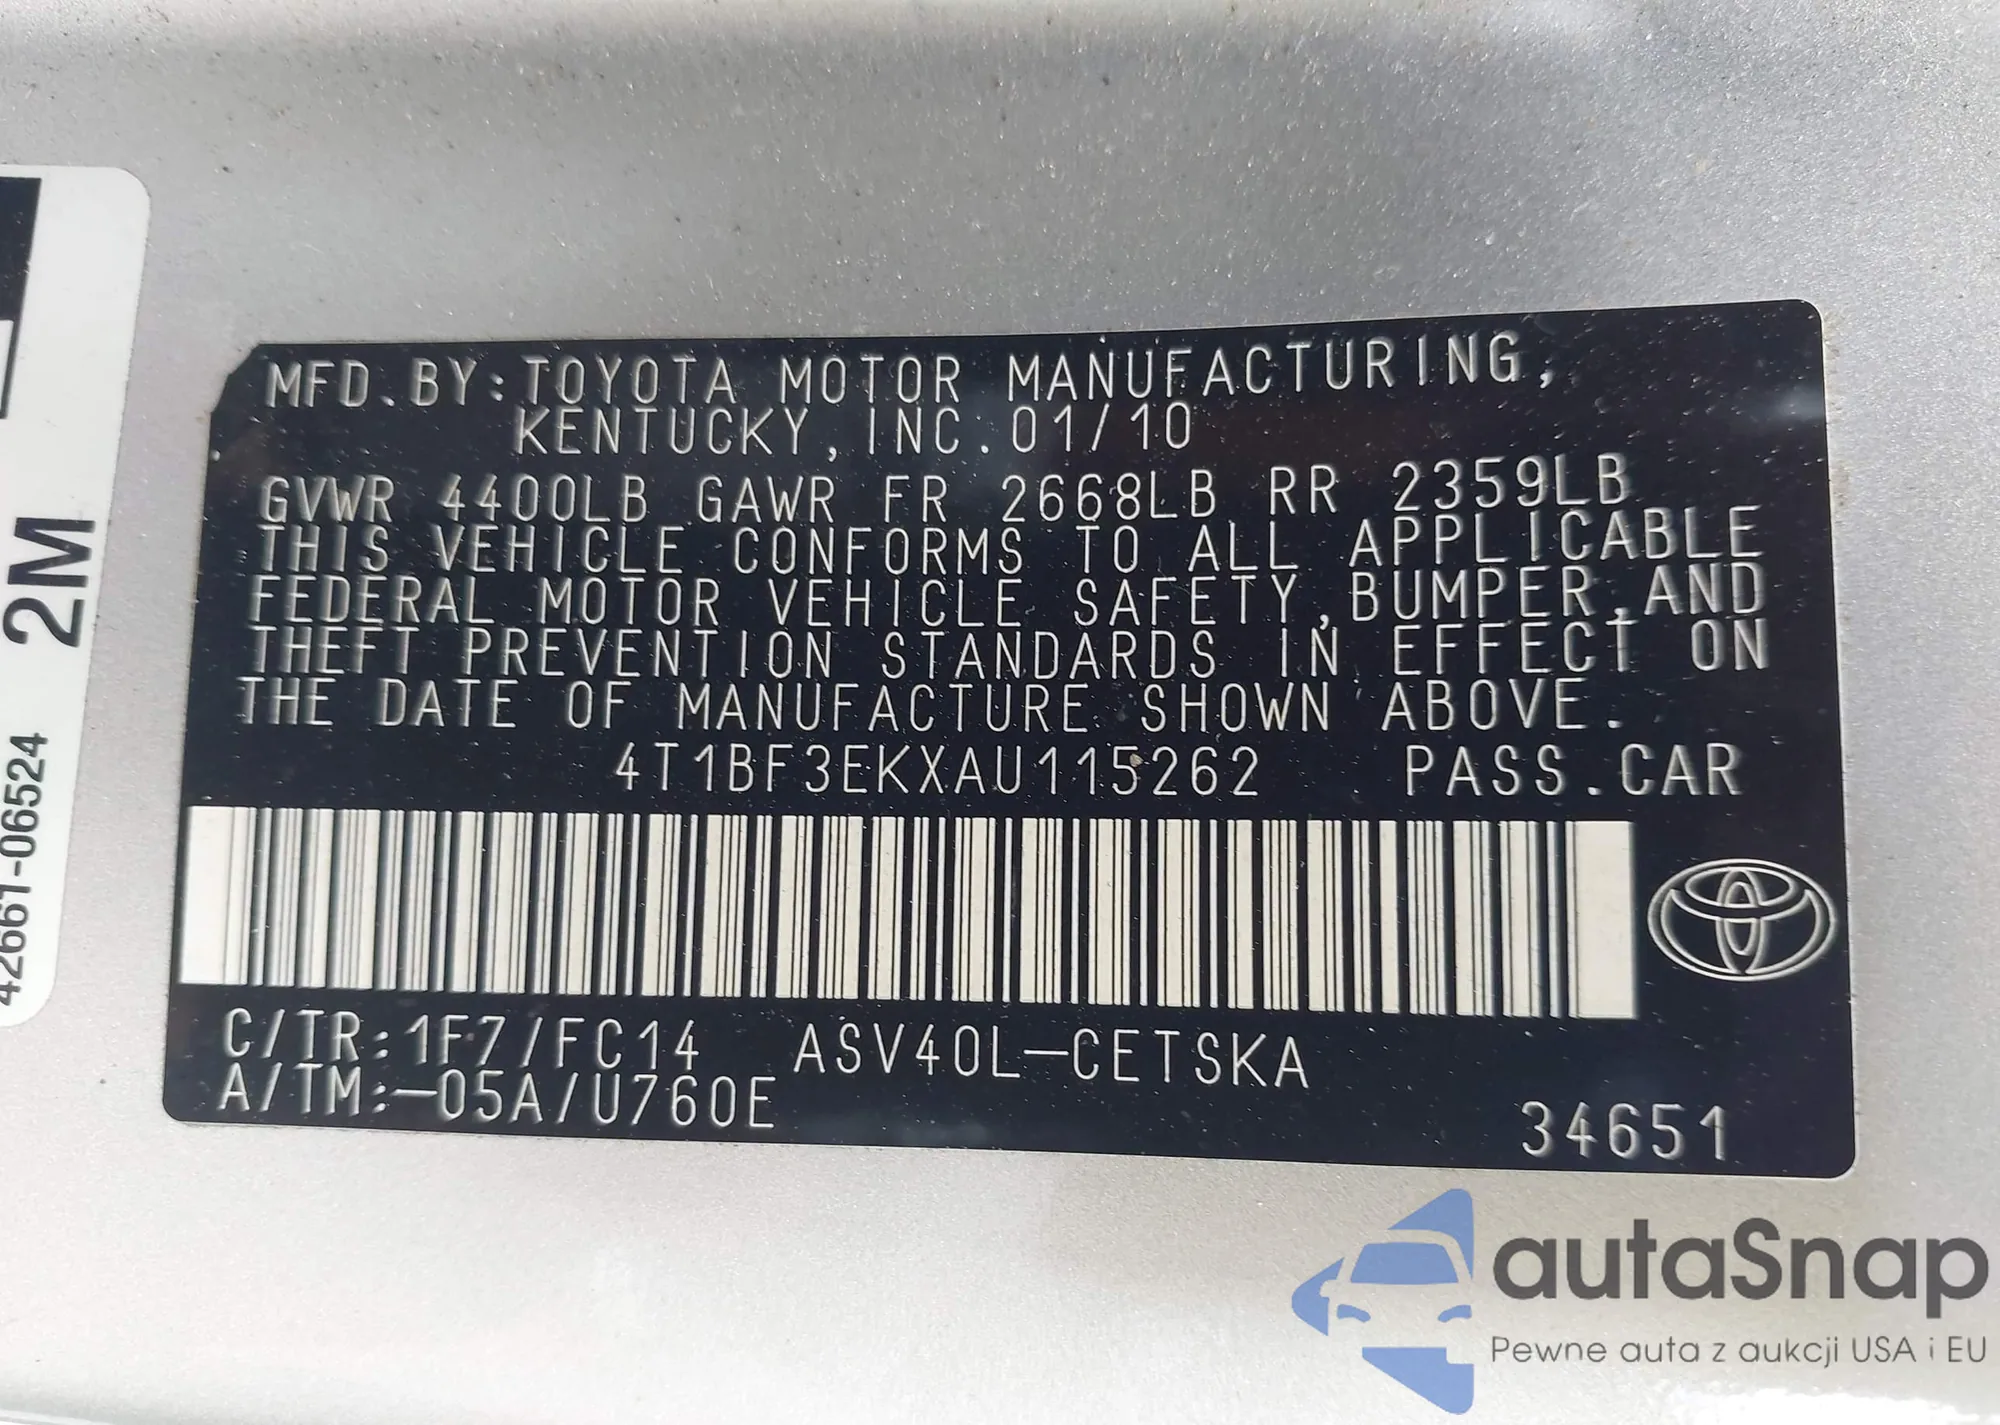 MFD.BY:TOYOTA MOTOR MANUFACTURING,
KENTUCKY,INC.01/10
GVWR 4400LB GAWR FR 2668LB RR 2359LB
THIS VEHICLE CONFORMS TO ALL APPLICABLE
FEDERAL MOTOR VEHICLE SAFETY,BUMPER,AND
THEFT PREVENTION STANDARDS IN EFFECT ON
THE DATE OF MANUFACTURE SHOWN ABOVE.
4T1BF3EKXAU115262 PASS.CAR
C/TR:1F7/FC14 ASV40L-CETSKA
A/TM:-05A/U760E
34651
42661-06524 2M
autaSnap
Pewne auta z aukcji USA i EU